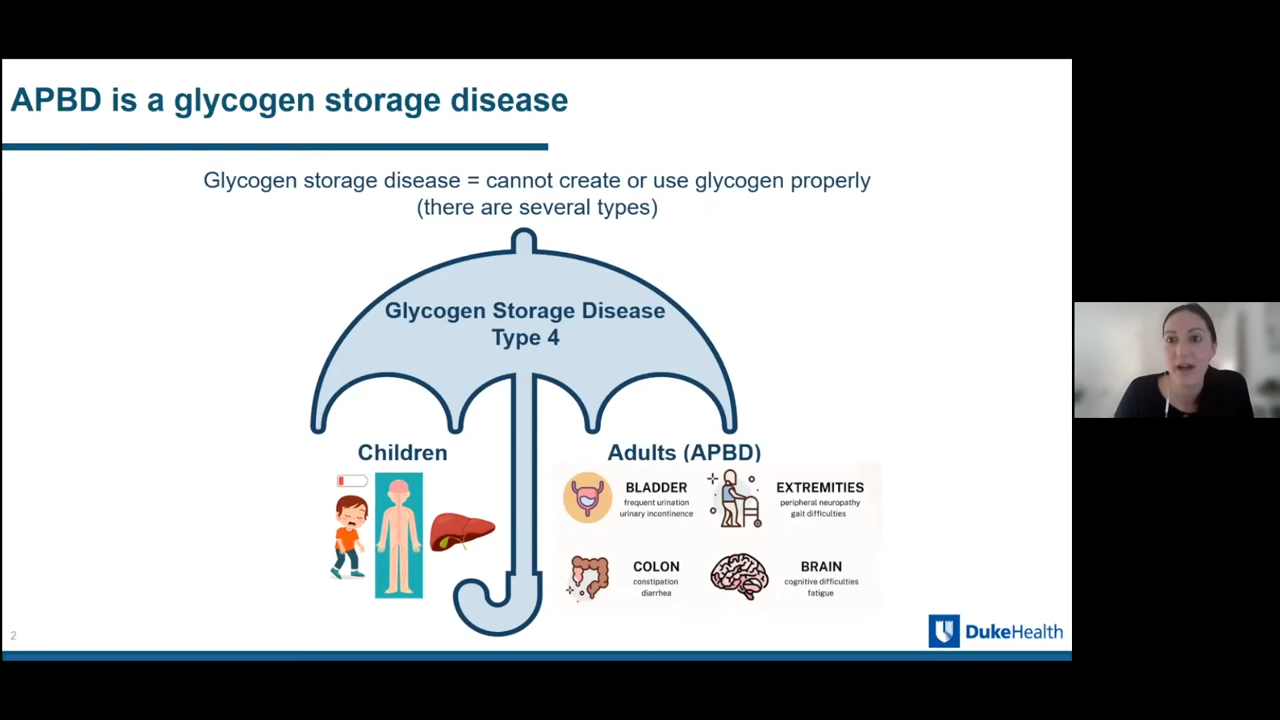 APBD is a glycogen storage disease
Glycogen storage disease = cannot create or use glycogen properly
(there are several types)
Glycogen Storage Disease
Type 4
Children
Adults (APBD)
BLADDER
frequent urination
urinary incontinence
EXTREMITIES
peripheral neuropathy
gait difficulties
COLON
constipation
diarrhea
BRAIN
cognitive difficulties
fatigue
2
DukeHealth